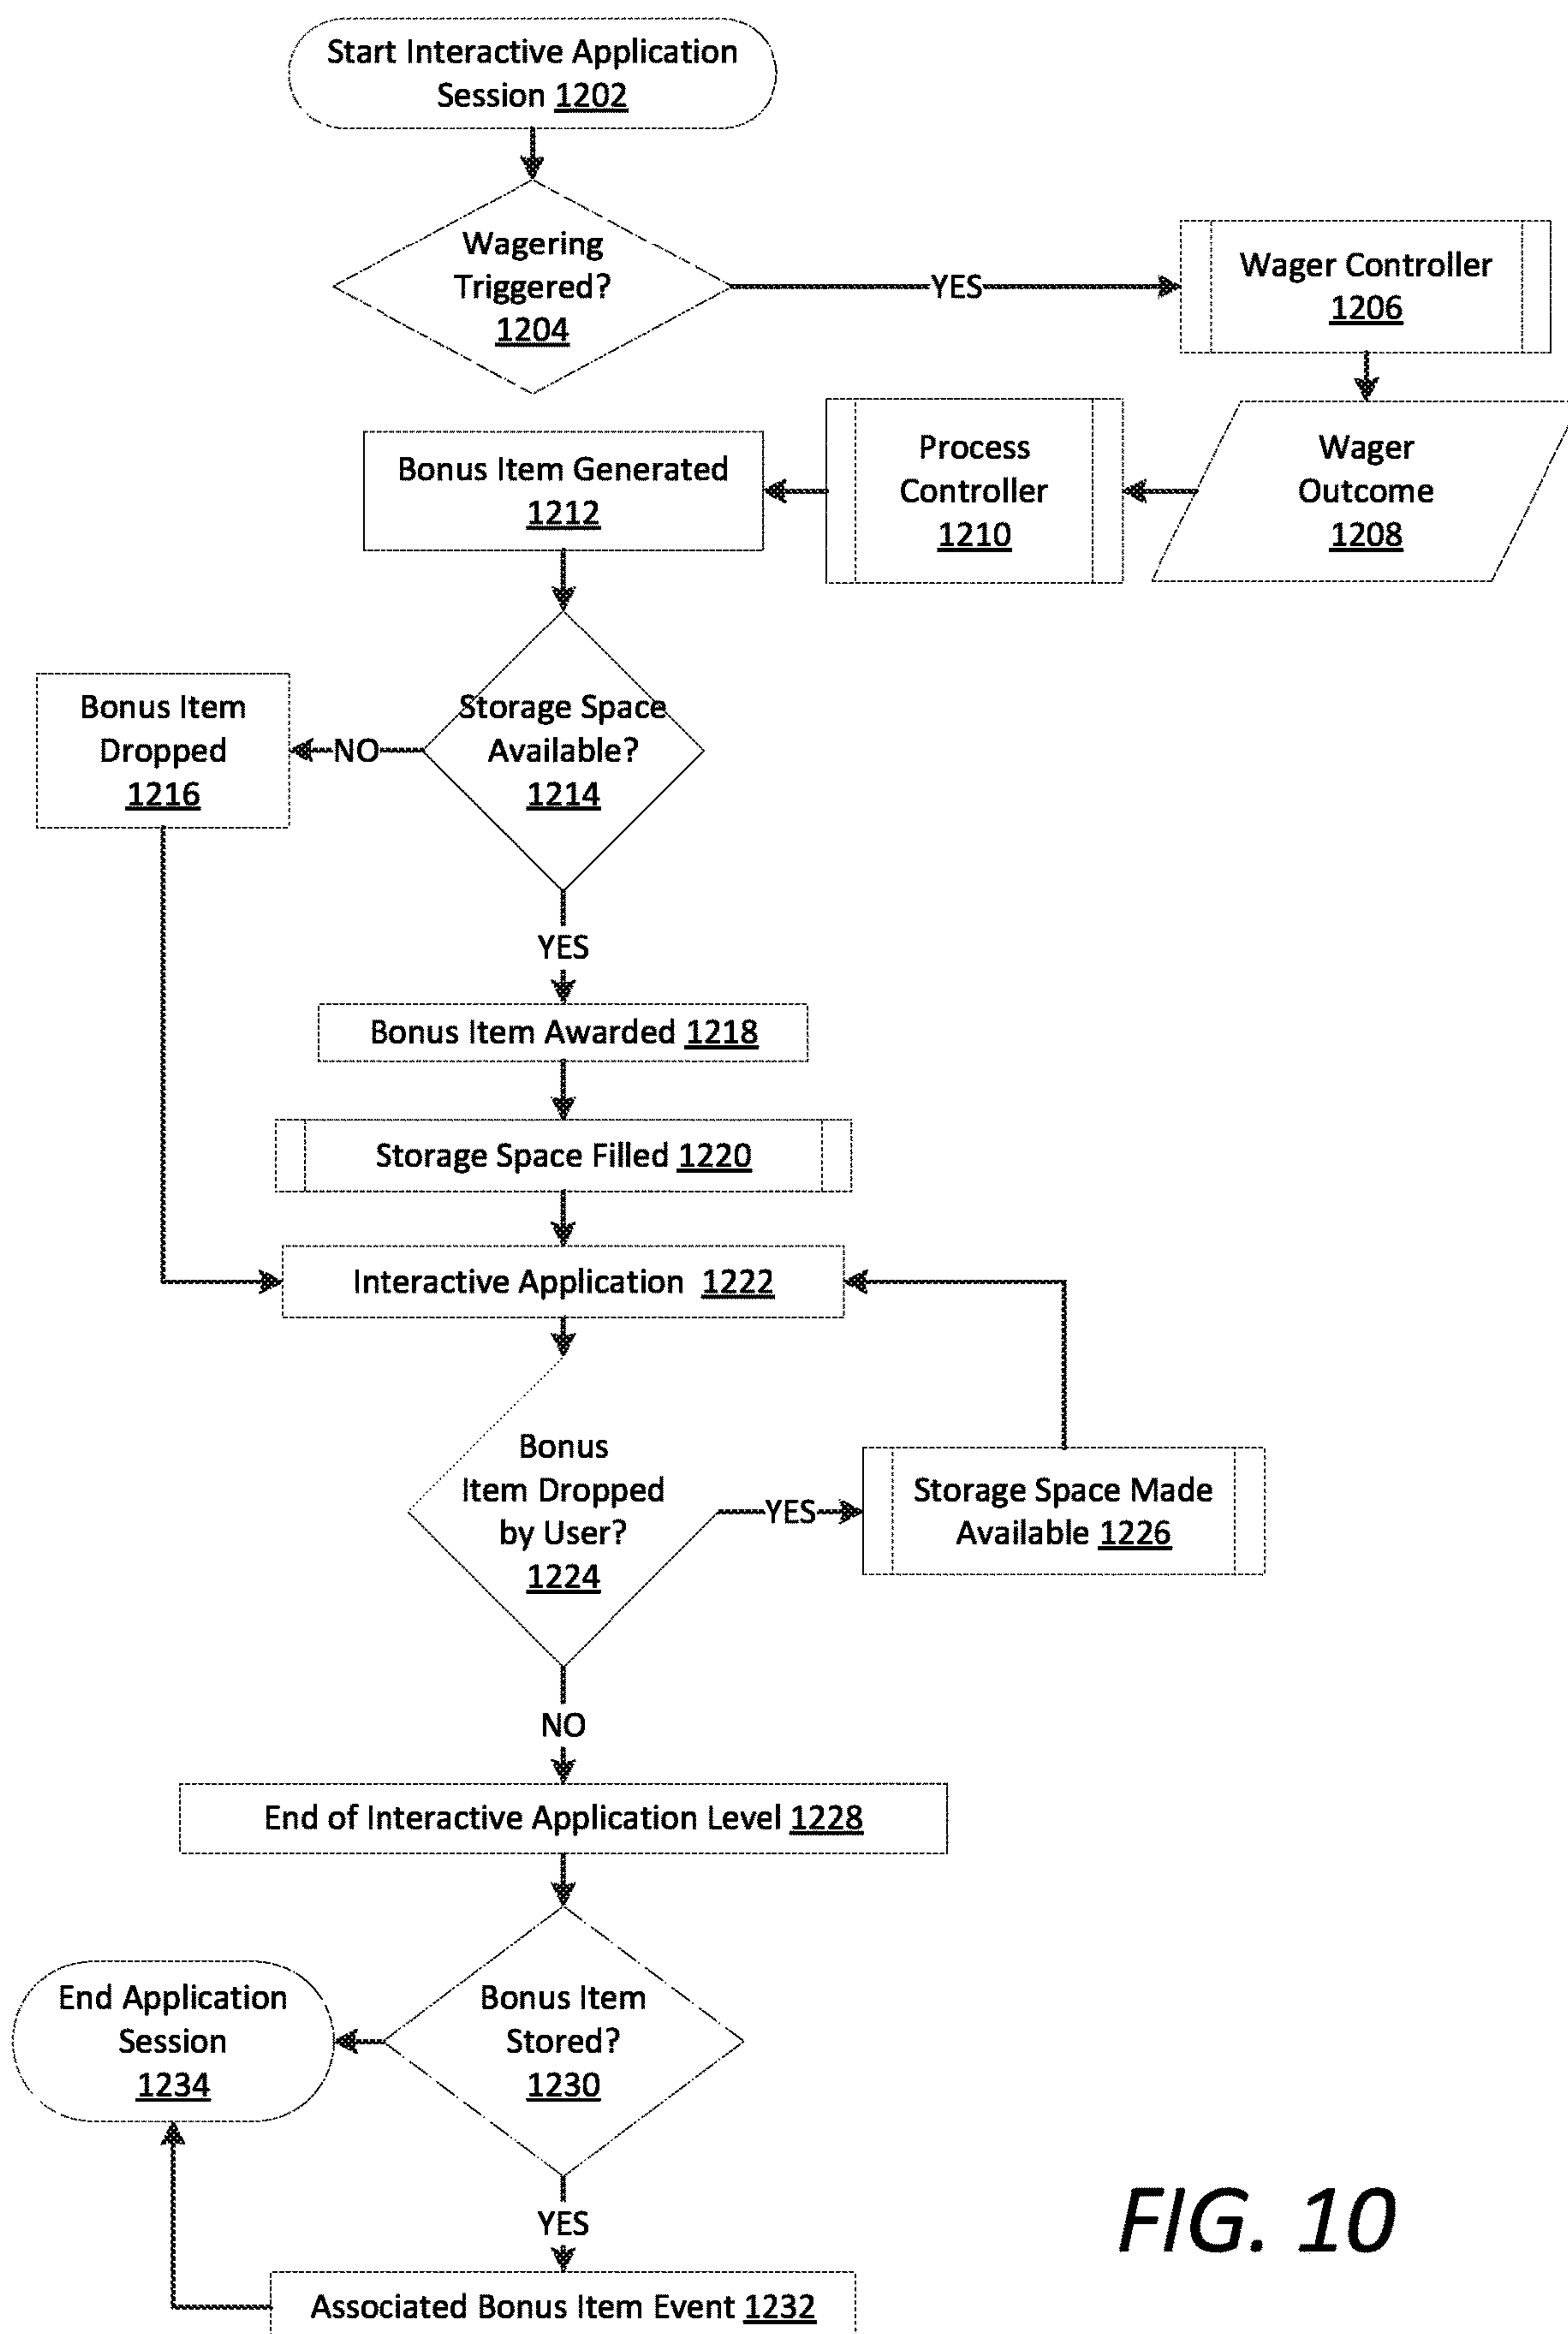 Start Interactive Application
Session 1202
Wagering
Triggered?
1204
YES
Wager Controller
1206
Wager
Outcome
1208
Process
Controller
1210
Bonus Item Generated
1212
Storage Space
Available?
1214
NO
Bonus Item
Dropped
1216
YES
Bonus Item Awarded 1218
Storage Space Filled 1220
Interactive Application 1222
Bonus
Item Dropped
by User?
1224
YES
Storage Space Made
Available 1226
NO
End of Interactive Application Level 1228
Bonus Item
Stored?
1230
End Application
Session
1234
YES
Associated Bonus Item Event 1232
FIG. 10